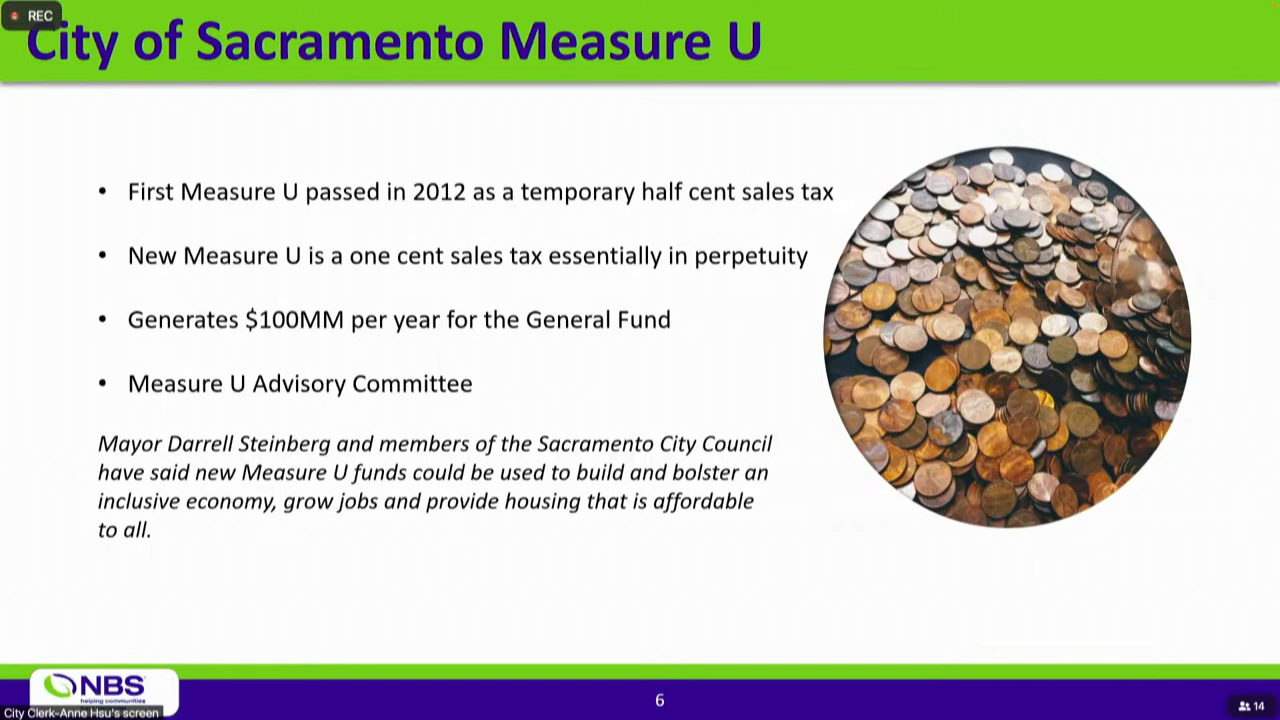 REC
City of Sacramento Measure U
• First Measure U passed in 2012 as a temporary half cent sales tax
• New Measure U is a one cent sales tax essentially in perpetuity
• Generates $100MM per year for the General Fund
• Measure U Advisory Committee
Mayor Darrell Steinberg and members of the Sacramento City Council
have said new Measure U funds could be used to build and bolster an
inclusive economy, grow jobs and provide housing that is affordable
to all.
NBS
helping communities
City Clerk-Anne Hsu's screen
6
14